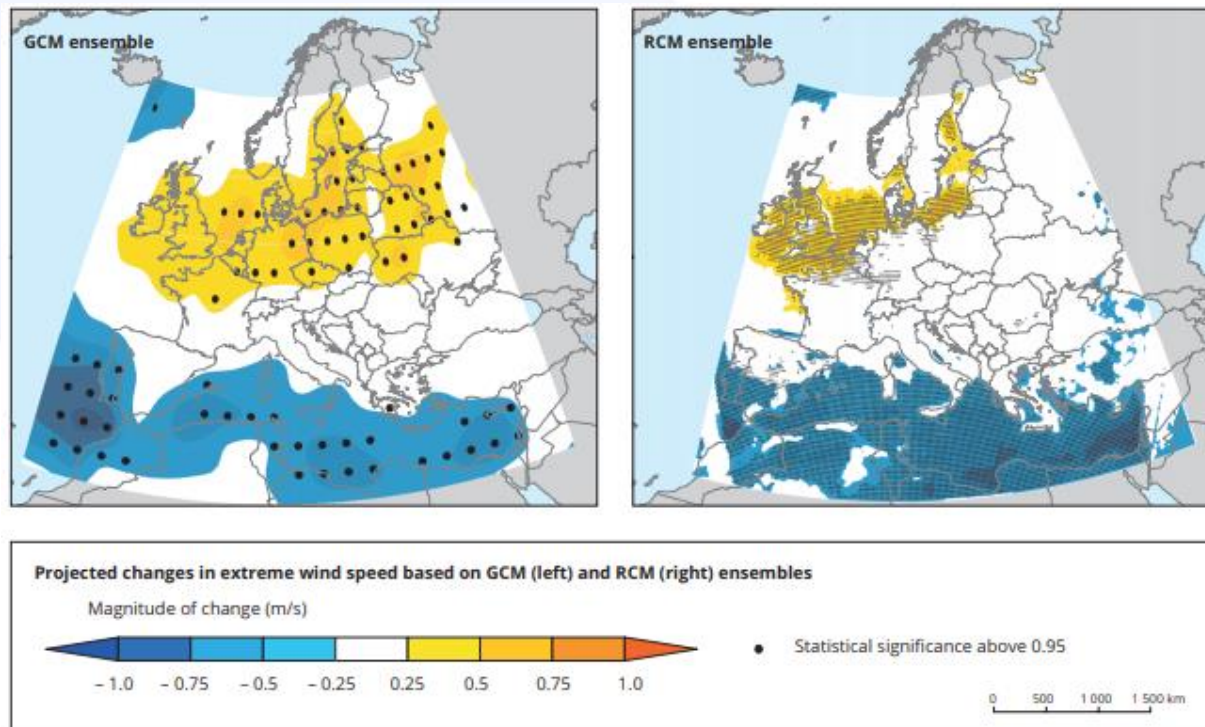 GCM ensemble
RCM ensemble
Projected changes in extreme wind speed based on GCM (left) and RCM (right) ensembles
Magnitude of change (m/s)
– 1.0 – 0.75 – 0.5 – 0.25 0.25 0.5 0.75 1.0
Statistical significance above 0.95
0 500 1 000 1 500 km